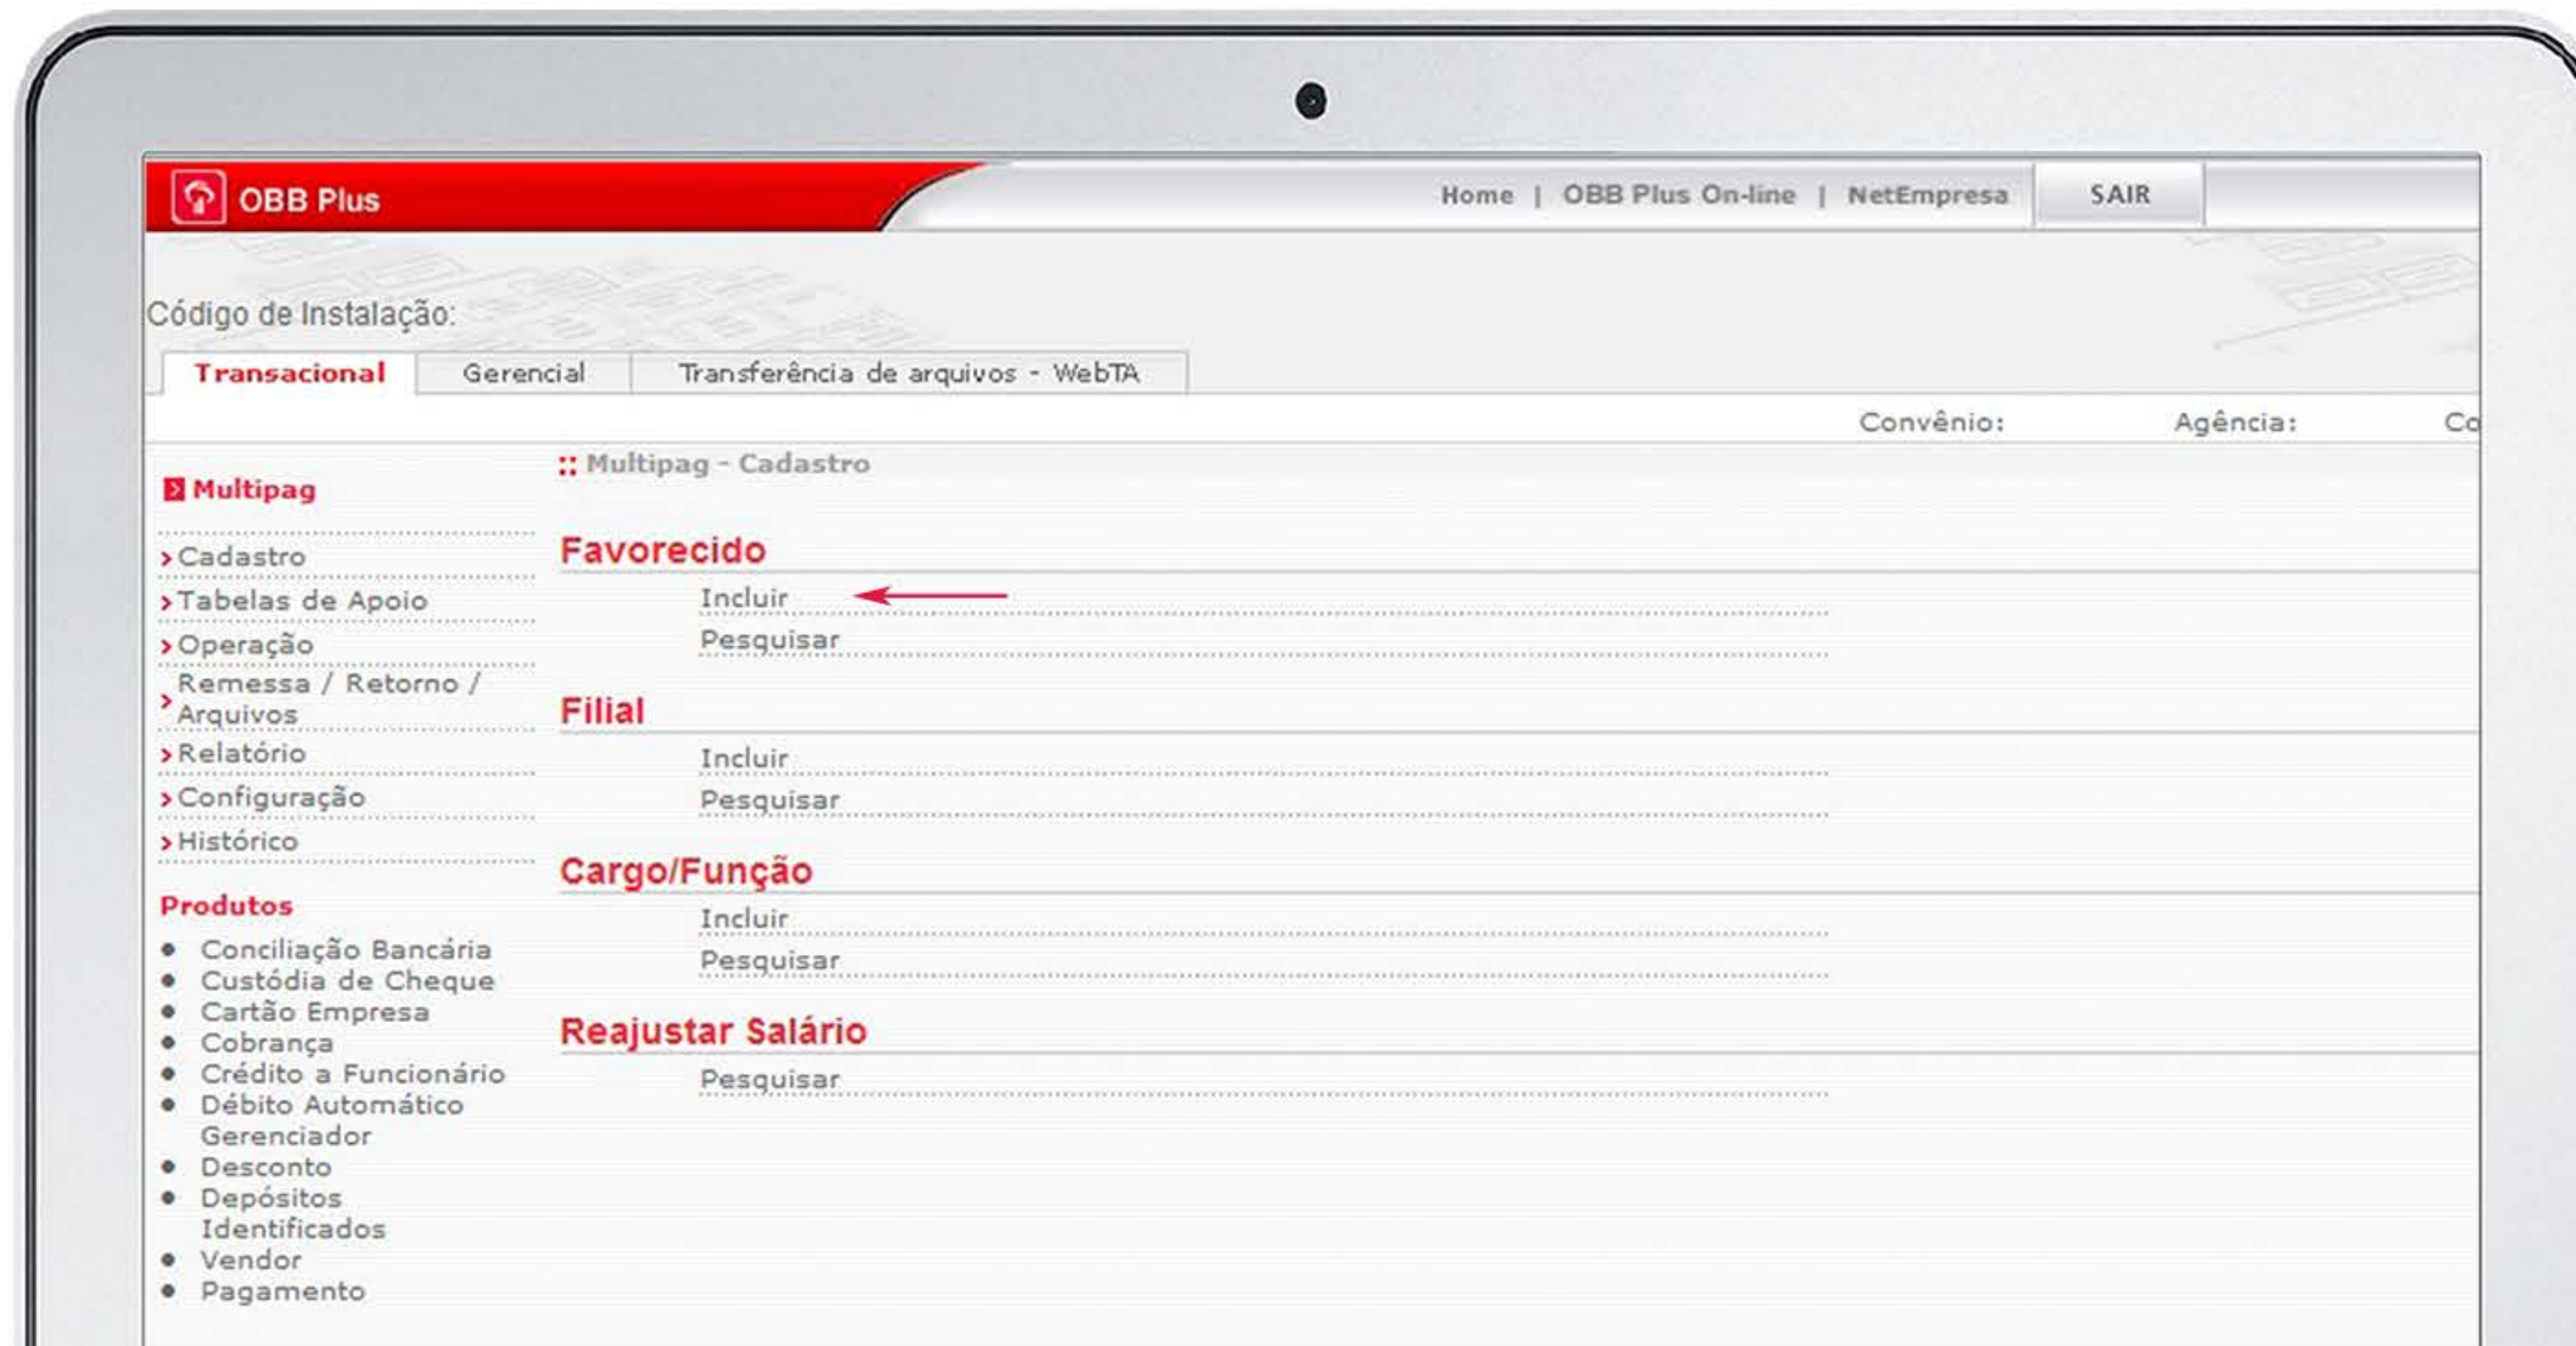 OBB Plus
Home | OBB Plus On-line | NetEmpresa SAIR
Código de Instalação:
Transacional Gerencial Transferência de arquivos - WebTA
Convênio: Agência: Co
:: Multipag - Cadastro
Multipag
Cadastro
Tabelas de Apoio
Operação
Remessa / Retorno /
Arquivos
Relatório
Configuração
Histórico
Produtos
Conciliação Bancária
Custódia de Cheque
Cartão Empresa
Cobrança
Crédito a Funcionário
Débito Automático
Gerenciador
Desconto
Depósitos
Identificados
Vendor
Pagamento
Favorecido
Incluir
Pesquisar
Filial
Incluir
Pesquisar
Cargo/Função
Incluir
Pesquisar
Reajustar Salário
Pesquisar